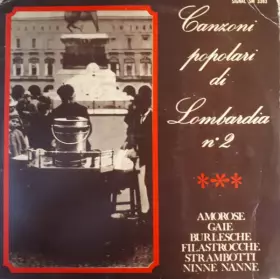 Canzoni
popolari
di
Lombardia
n°2
***
AMOROSE
GAIE
BURLESCHE
FILASTROCCHE
STRAMBOTTI
NINNE NANNE